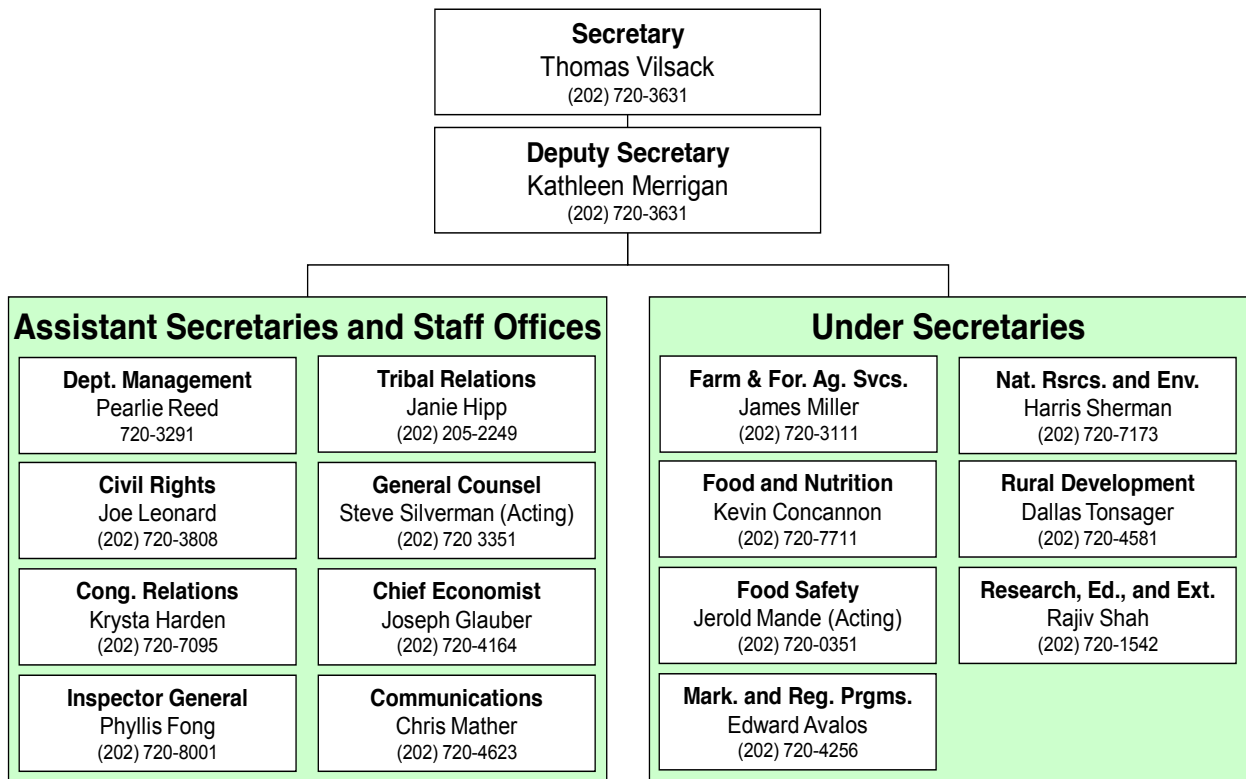 Secretary
Thomas Vilsack
(202) 720-3631
Deputy Secretary
Kathleen Merrigan
(202) 720-3631
Assistant Secretaries and Staff Offices
Dept. Management
Pearlie Reed
720-3291
Tribal Relations
Janie Hipp
(202) 205-2249
Civil Rights
Joe Leonard
(202) 720-3808
General Counsel
Steve Silverman (Acting)
(202) 720 3351
Cong. Relations
Krysta Harden
(202) 720-7095
Chief Economist
Joseph Glauber
(202) 720-4164
Inspector General
Phyllis Fong
(202) 720-8001
Communications
Chris Mather
(202) 720-4623
Under Secretaries
Farm & For. Ag. Svcs.
James Miller
(202) 720-3111
Nat. Rsrcs. and Env.
Harris Sherman
(202) 720-7173
Food and Nutrition
Kevin Concannon
(202) 720-7711
Rural Development
Dallas Tonsager
(202) 720-4581
Food Safety
Jerold Mande (Acting)
(202) 720-0351
Research, Ed., and Ext.
Rajiv Shah
(202) 720-1542
Mark. and Reg. Prgms.
Edward Avalos
(202) 720-4256